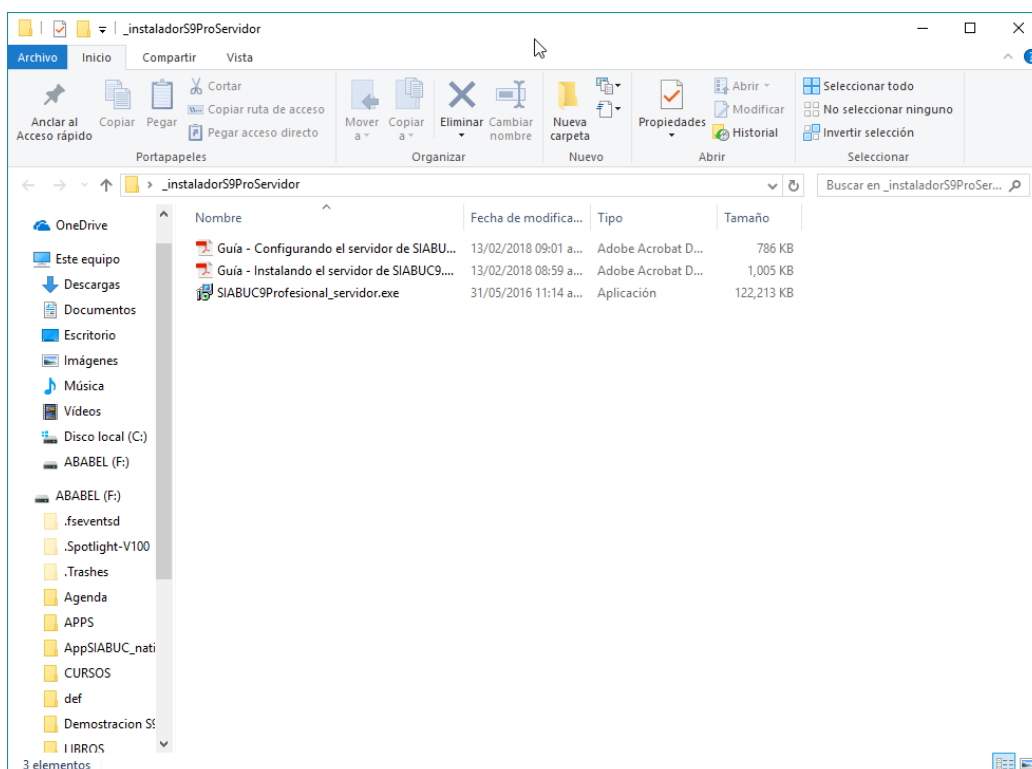 _instaladorS9ProServidor
Archivo Inicio Compartir Vista
Anclar al Acceso rápido
Copiar
Pegar
Cortar
Copiar ruta de acceso
Pegar acceso directo
Mover a
Copiar a
Eliminar
Cambiar nombre
Nueva carpeta
Propiedades
Abrir
Modificar
Historial
Seleccionar todo
No seleccionar ninguno
Invertir selección
Portapapeles Organizar Nuevo Abrir Seleccionar
_instaladorS9ProServidor Buscar en _instaladorS9ProSer...
Nombre Fecha de modifica... Tipo Tamaño
Guía - Configurando el servidor de SIABU... 13/02/2018 09:01 a... Adobe Acrobat D... 786 KB
Guía - Instalando el servidor de SIABUC9.... 13/02/2018 08:59 a... Adobe Acrobat D... 1,005 KB
SIABUC9Profesional_servidor.exe 31/05/2016 11:14 a... Aplicación 122,213 KB
OneDrive
Este equipo
Descargas
Documentos
Escritorio
Imágenes
Música
Vídeos
Disco local (C:)
ABABEL (F:)
ABABEL (F:)
.fseventsd
.Spotlight-V100
.Trashes
Agenda
APPS
AppSIABUC_nati
CURSOS
def
Demostracion S9
LIBROS
3 elementos